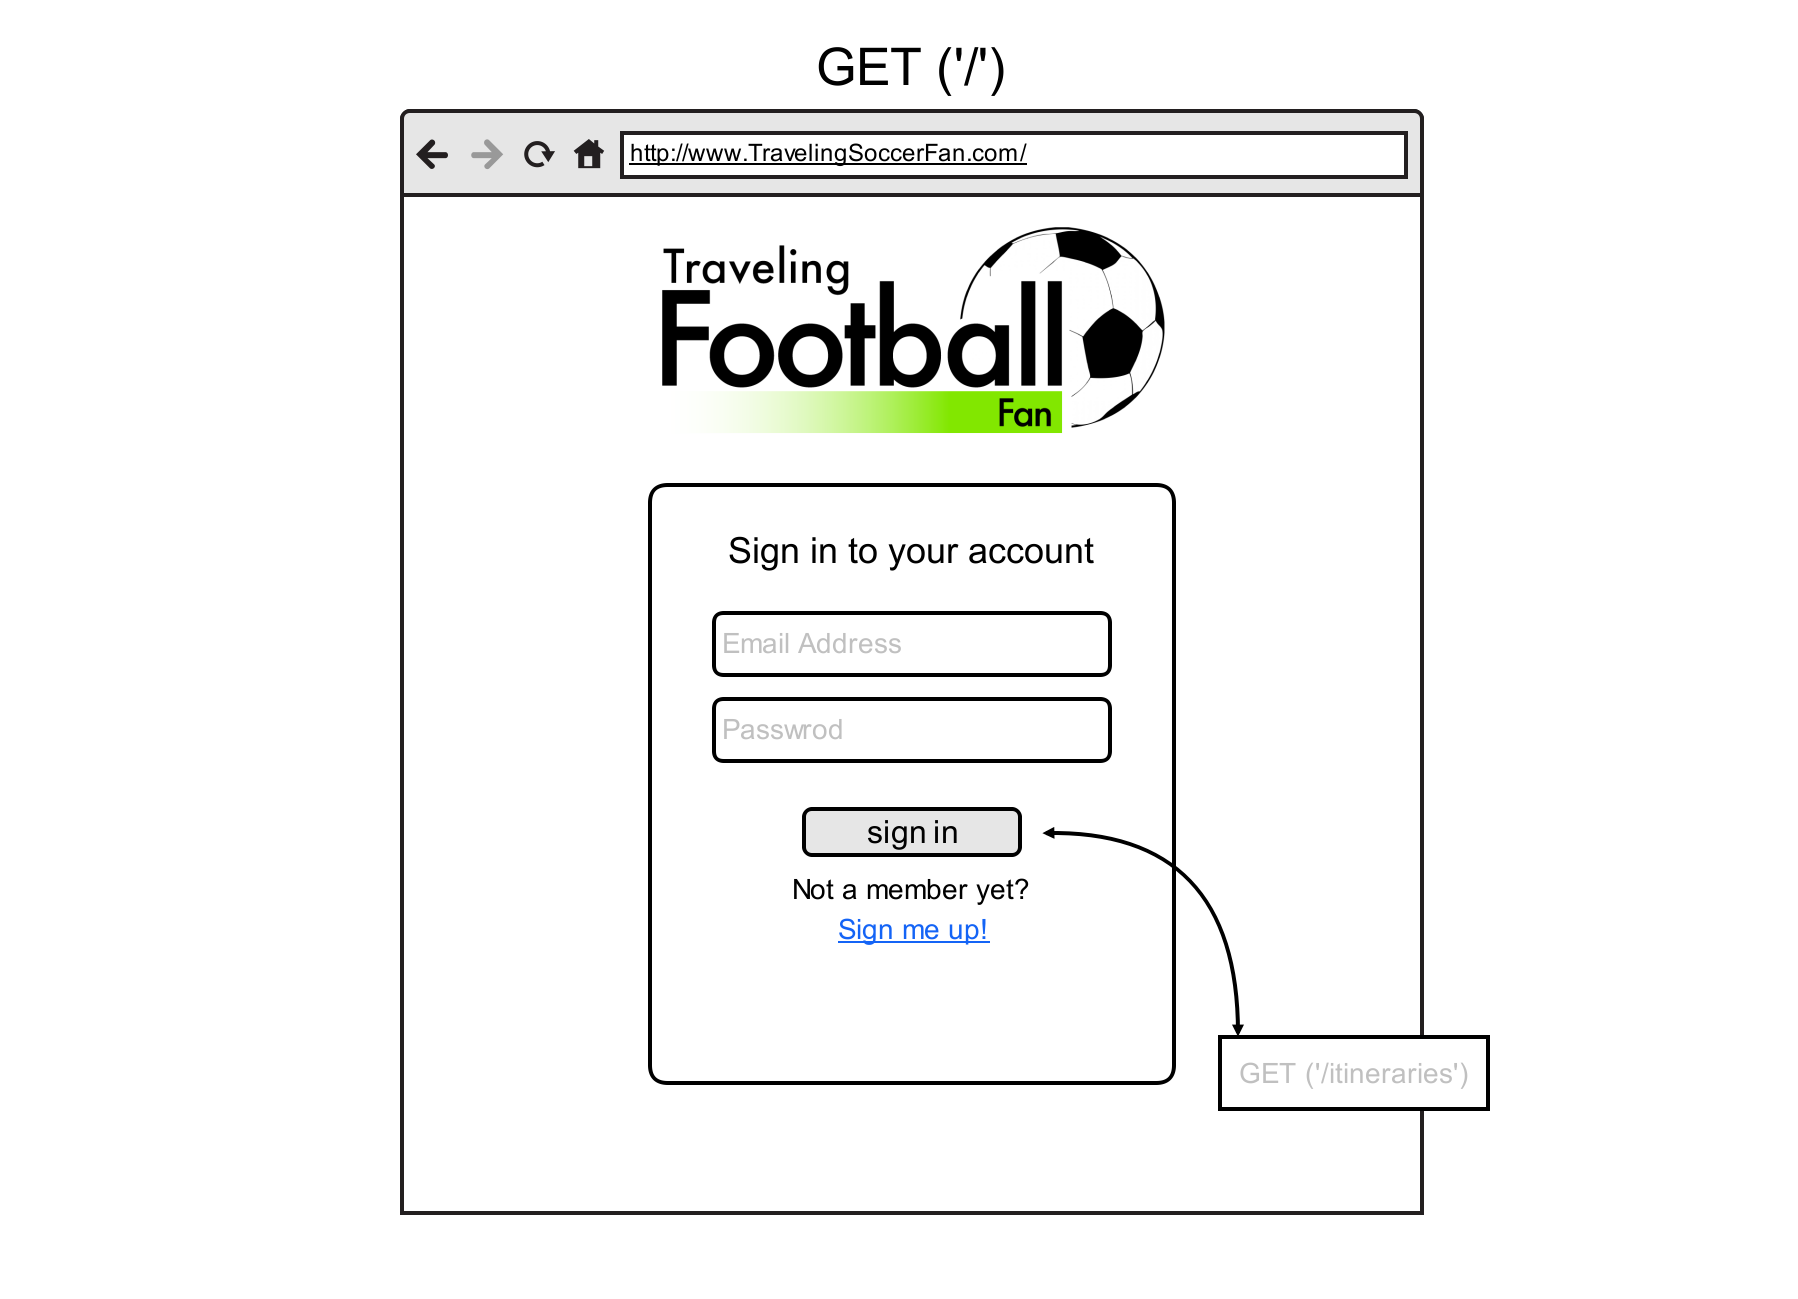 GET ('/')
http://www.TravelingSoccerFan.com/
Traveling
Football
Fan
Sign in to your account
Email Address
Passwrod
sign in
Not a member yet?
Sign me up!
GET ('/itineraries')